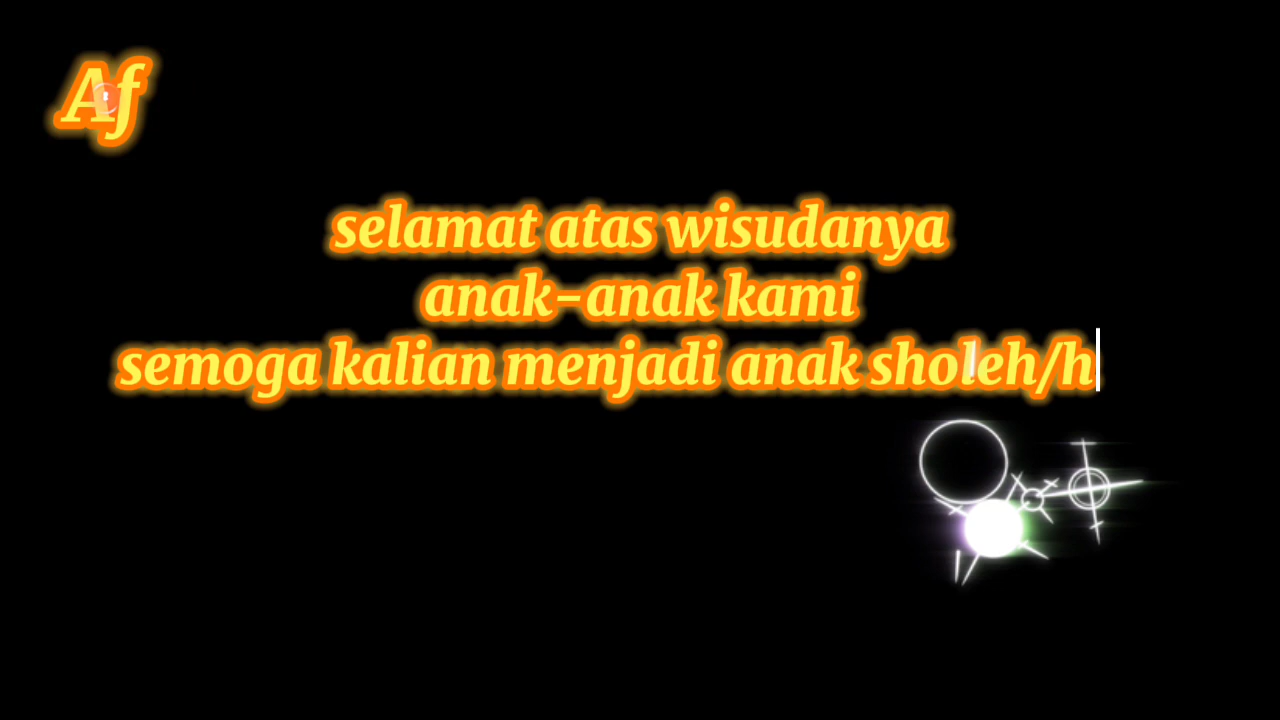 Af
selamat atas wisudanya
anak-anak kami
semoga kalian menjadi anak sholeh/h